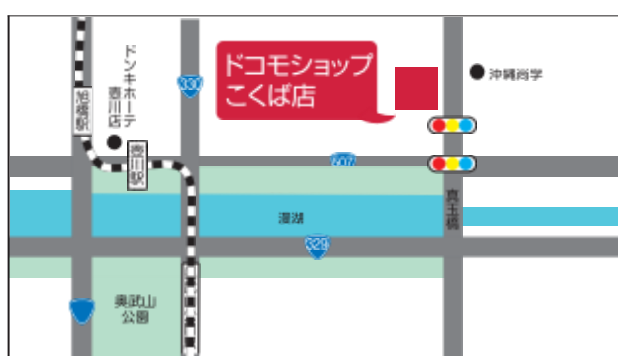 ドコモショップ
こくば店
沖縄尚学
ドンキホーテ
壺川店
330
旭橋駅
壺川駅
507
真玉橋
漫湖
329
奥武山
公園